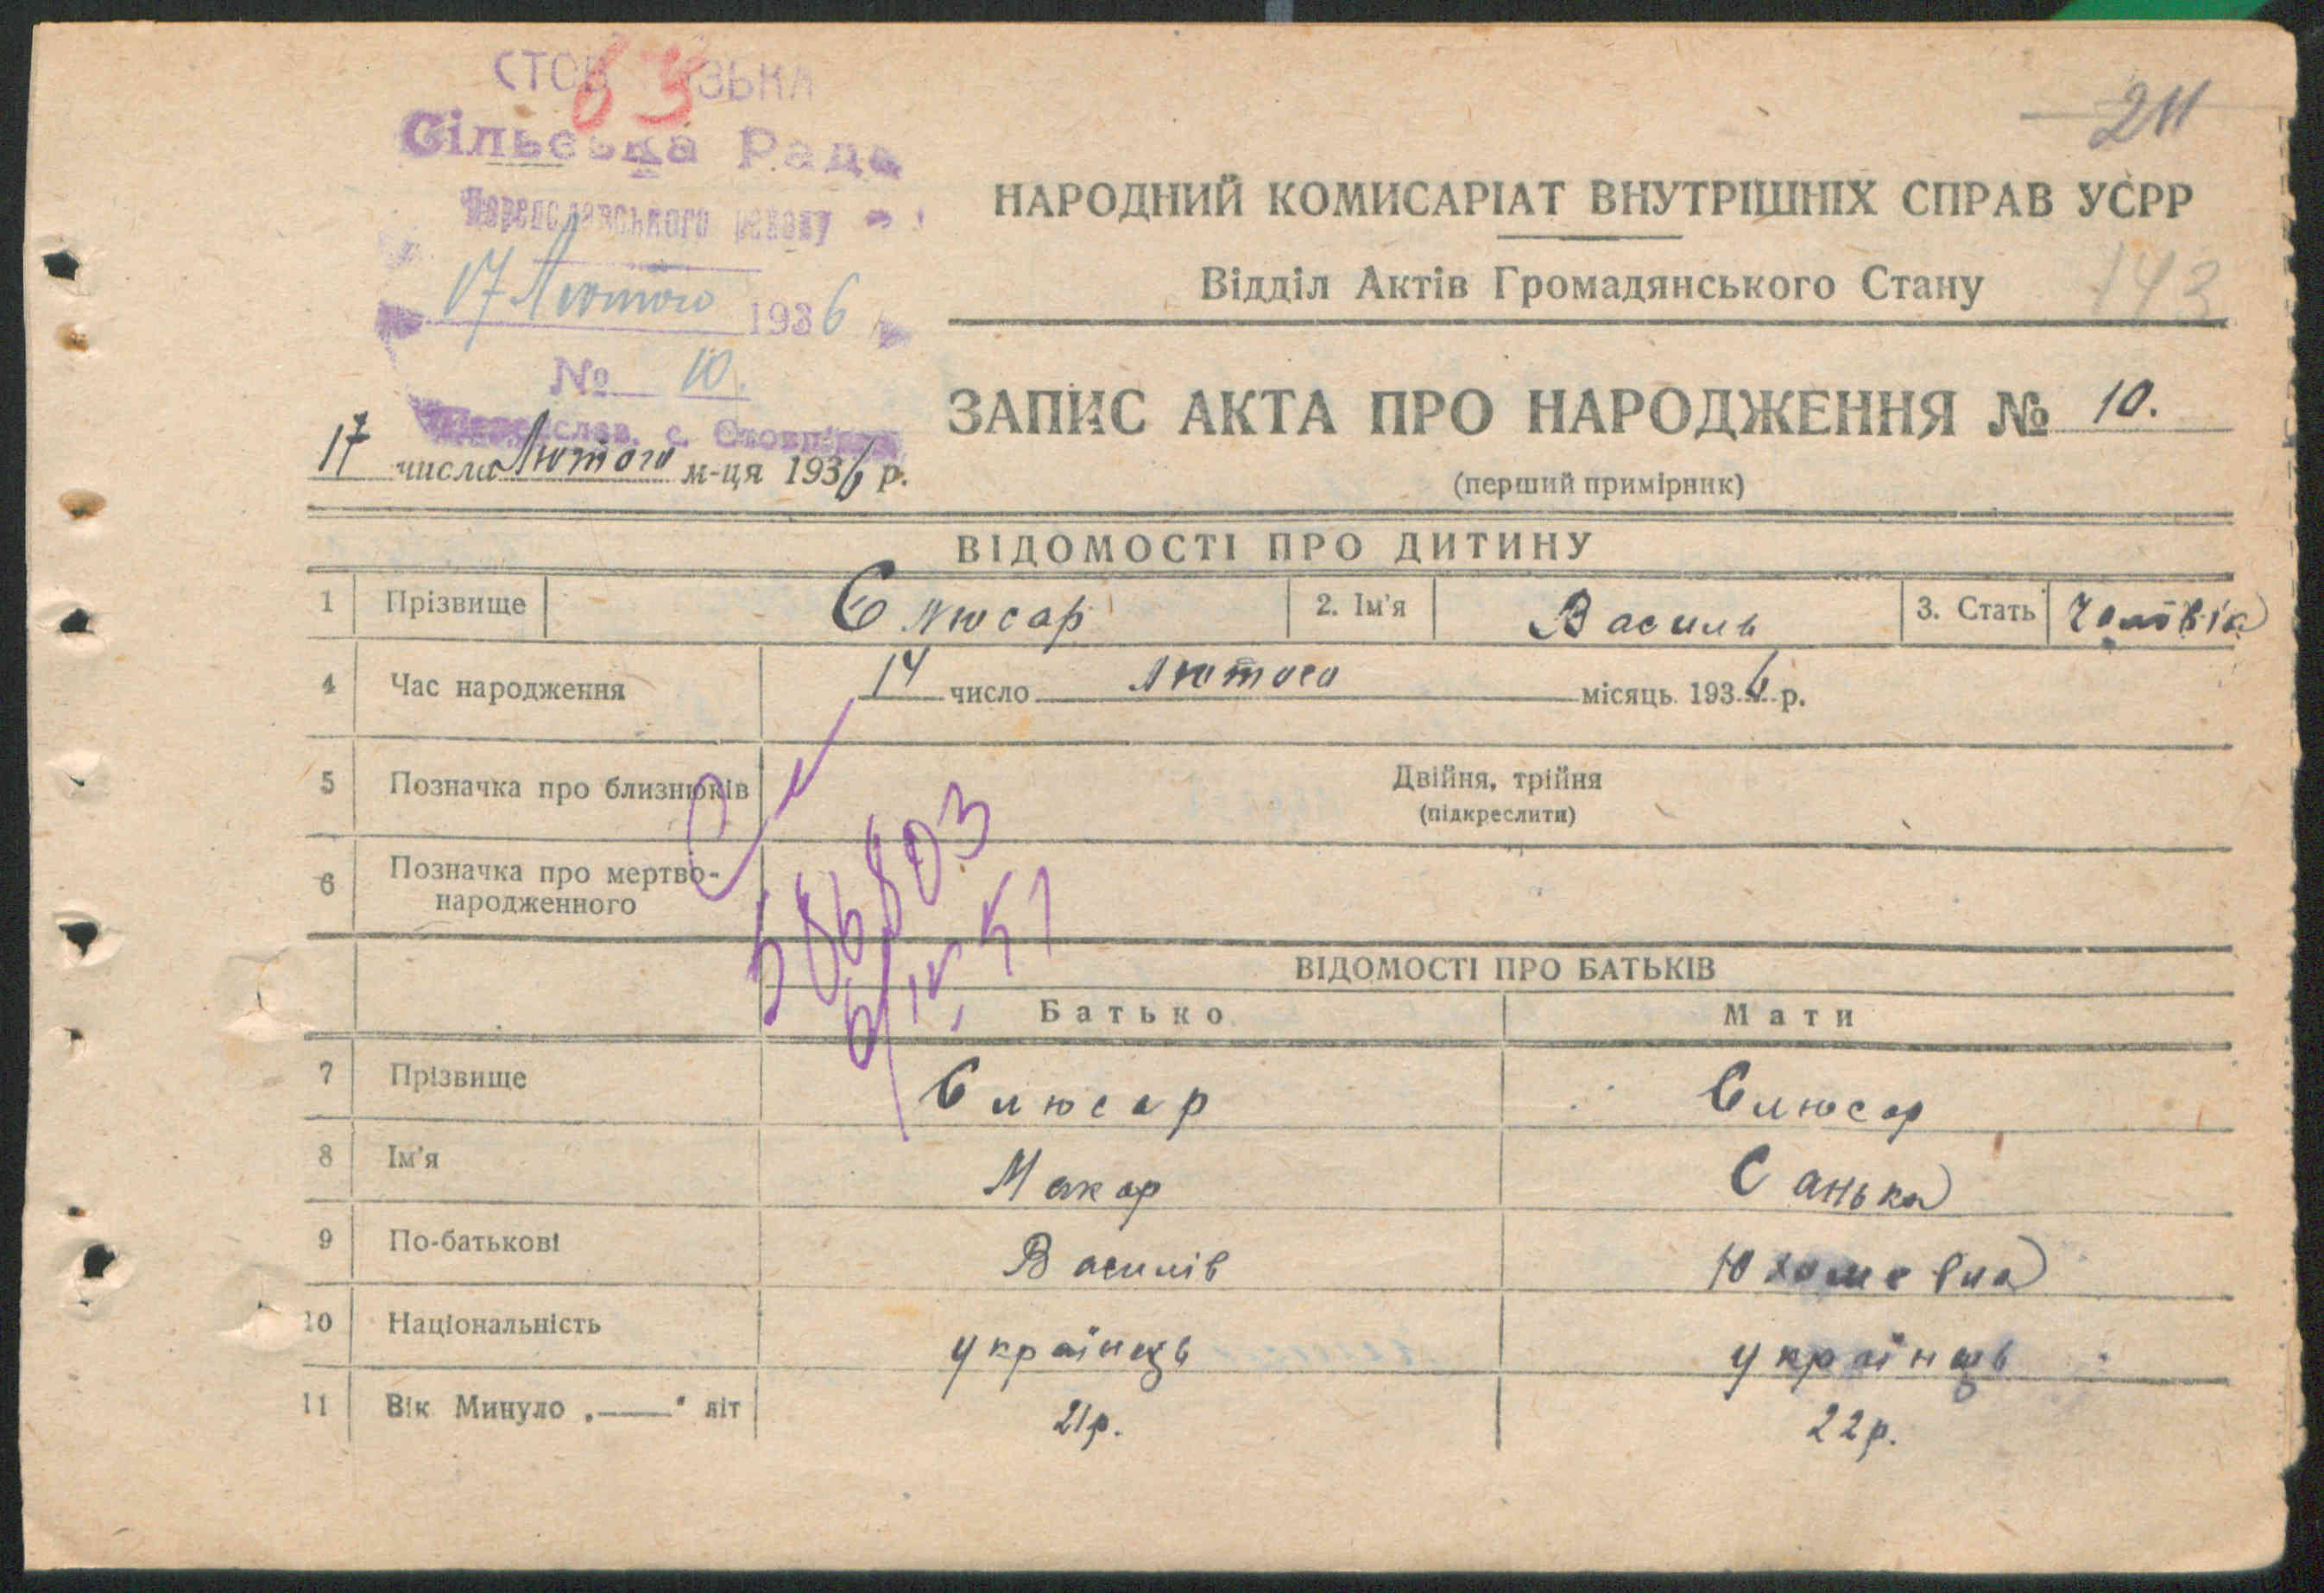 63
Сільська Рада
Переяславського району
17 Лютого 1936
№ 10.
17 числа Лютого м-ця 1936 р.
211
НАРОДНИЙ КОМИСАРІАТ ВНУТРІШНІХ СПРАВ УСРР
Відділ Актів Громадянського Стану
143
ЗАПИС АКТА ПРО НАРОДЖЕННЯ № 10.
(перший примірник)
ВІДОМОСТІ ПРО ДИТИНУ
1 Прізвище Слюсар 2. Ім'я Василь 3. Стать Чоловіча
4 Час народження 14 число лютого місяць 1936 р.
5 Позначка про близнюків Двійня, трійня
(підкреслити)
6 Позначка про мертво-
народженного
ВІДОМОСТІ ПРО БАТЬКІВ
Батько Мати
7 Прізвище Слюсар Слюсар
8 Ім'я Макар Санька
9 По-батькові Василів Юхимевна
10 Національність українець українець
11 Вік Минуло „——" літ 21р. 22р.